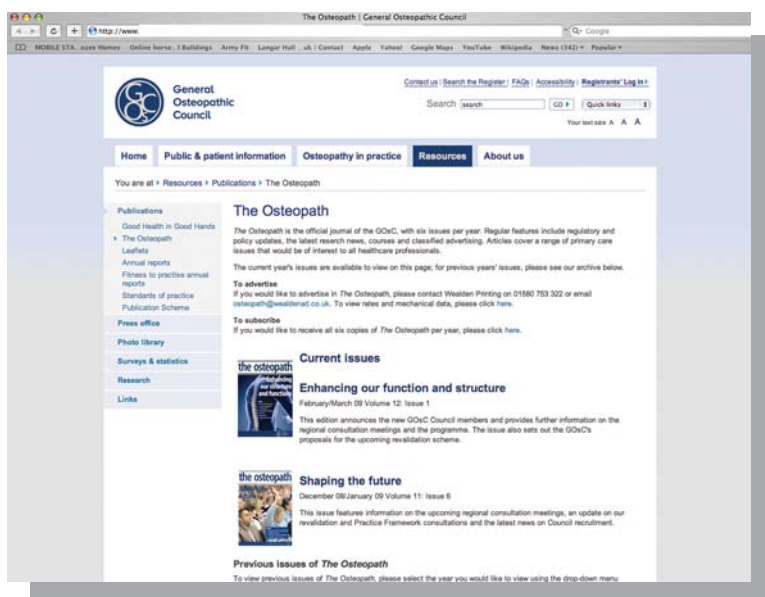 The Osteopath | General Osteopathic Council
http://www.
Google
MOBILE STA...
Army Fit Langar Hall ...uk | Contact Apple Yahoo! Google Maps YouTube Wikipedia News (342) Popular
General
Osteopathic
Council
Contact us | Search the Register | FAQs | Accessibility | Registrants' Log in
Search search GO Quick links
Your text size A A A
Home Public & patient information Osteopathy in practice Resources About us
You are at Resources Publications The Osteopath
Publications
Good Health in Good Hands
The Osteopath
Leaflets
Annual reports
Fitness to practise annual
reports
Standards of practice
Publication Scheme
Press office
Photo library
Surveys & statistics
Research
Links
The Osteopath
The Osteopath is the official journal of the GOsC, with six issues per year. Regular features include regulatory and
policy updates, the latest reserch news, courses and classified advertising. Articles cover a range of primary care
issues that would be of interest to all healthcare professionals.
The current year's issues are available to view on this page; for previous years' issues, please see our archive below.
To advertise
If you would like to advertise in The Osteopath, please contact Wealden Printing on 01580 753 322 or email
osteopath@wealdenad.co.uk. To view rates and mechanical data, please click here.
To subscribe
If you would like to receive all six copies of The Osteopath per year, please click here.
Current issues
the osteopath
Enhancing
our structure
and function
Enhancing our function and structure
February/March 09 Volume 12: Issue 1
This edition announces the new GOsC Council members and provides further information on the
regional consultation meetings and the programme. The issue also sets out the GOsC's
proposals for the upcoming revalidation scheme.
the osteopath
Shaping the future
December 08/January 09 Volume 11: Issue 6
This issue features information on the upcoming regional consultation meetings, an update on our
revalidation and Practice Framework consultations and the latest news on Council recruitment.
Previous issues of The Osteopath
To view previous issues of The Osteopath, please select the year you would like to view using the drop-down menu